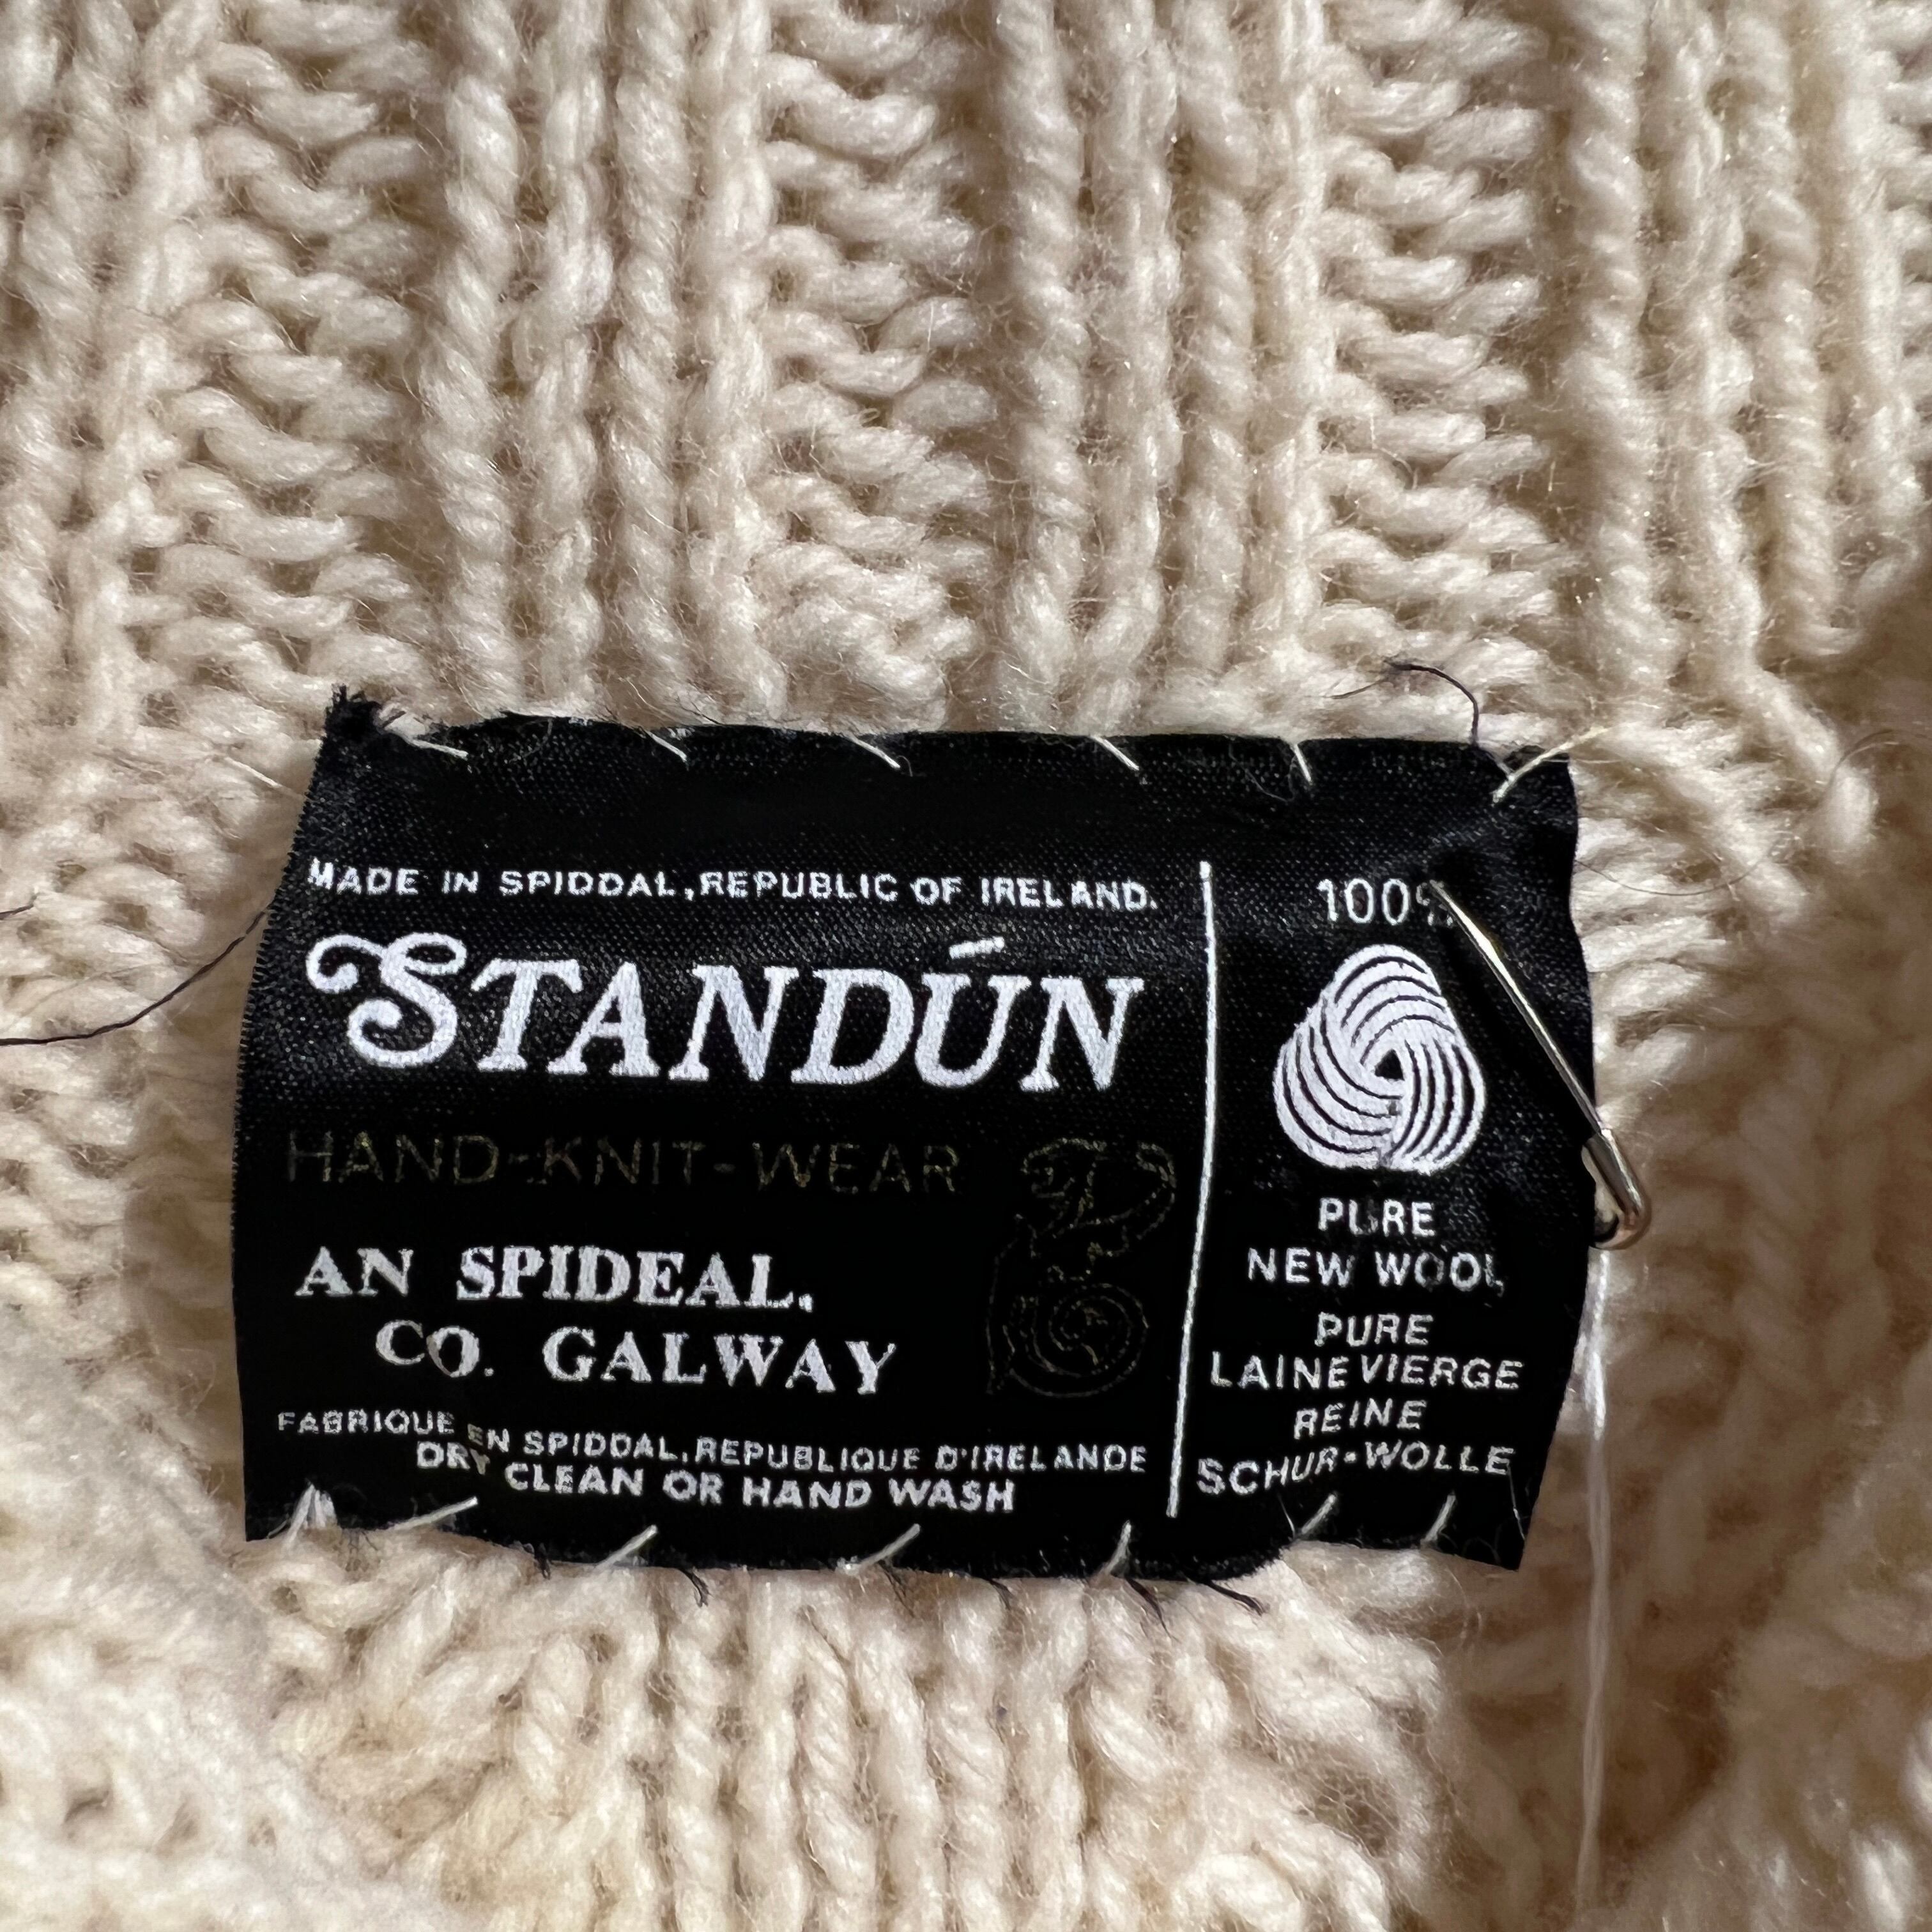 MADE IN SPIDDAL, REPUBLIC OF IRELAND.
STANDÚN
HAND-KNIT-WEAR
AN SPIDEAL.
CO. GALWAY
FABRIQUE EN SPIDDAL, REPUBLIQUE D'IRELANDE
DRY CLEAN OR HAND WASH
100%
PURE
NEW WOOL
PURE
LAINE VIERGE
REINE
SCHUR-WOLLE